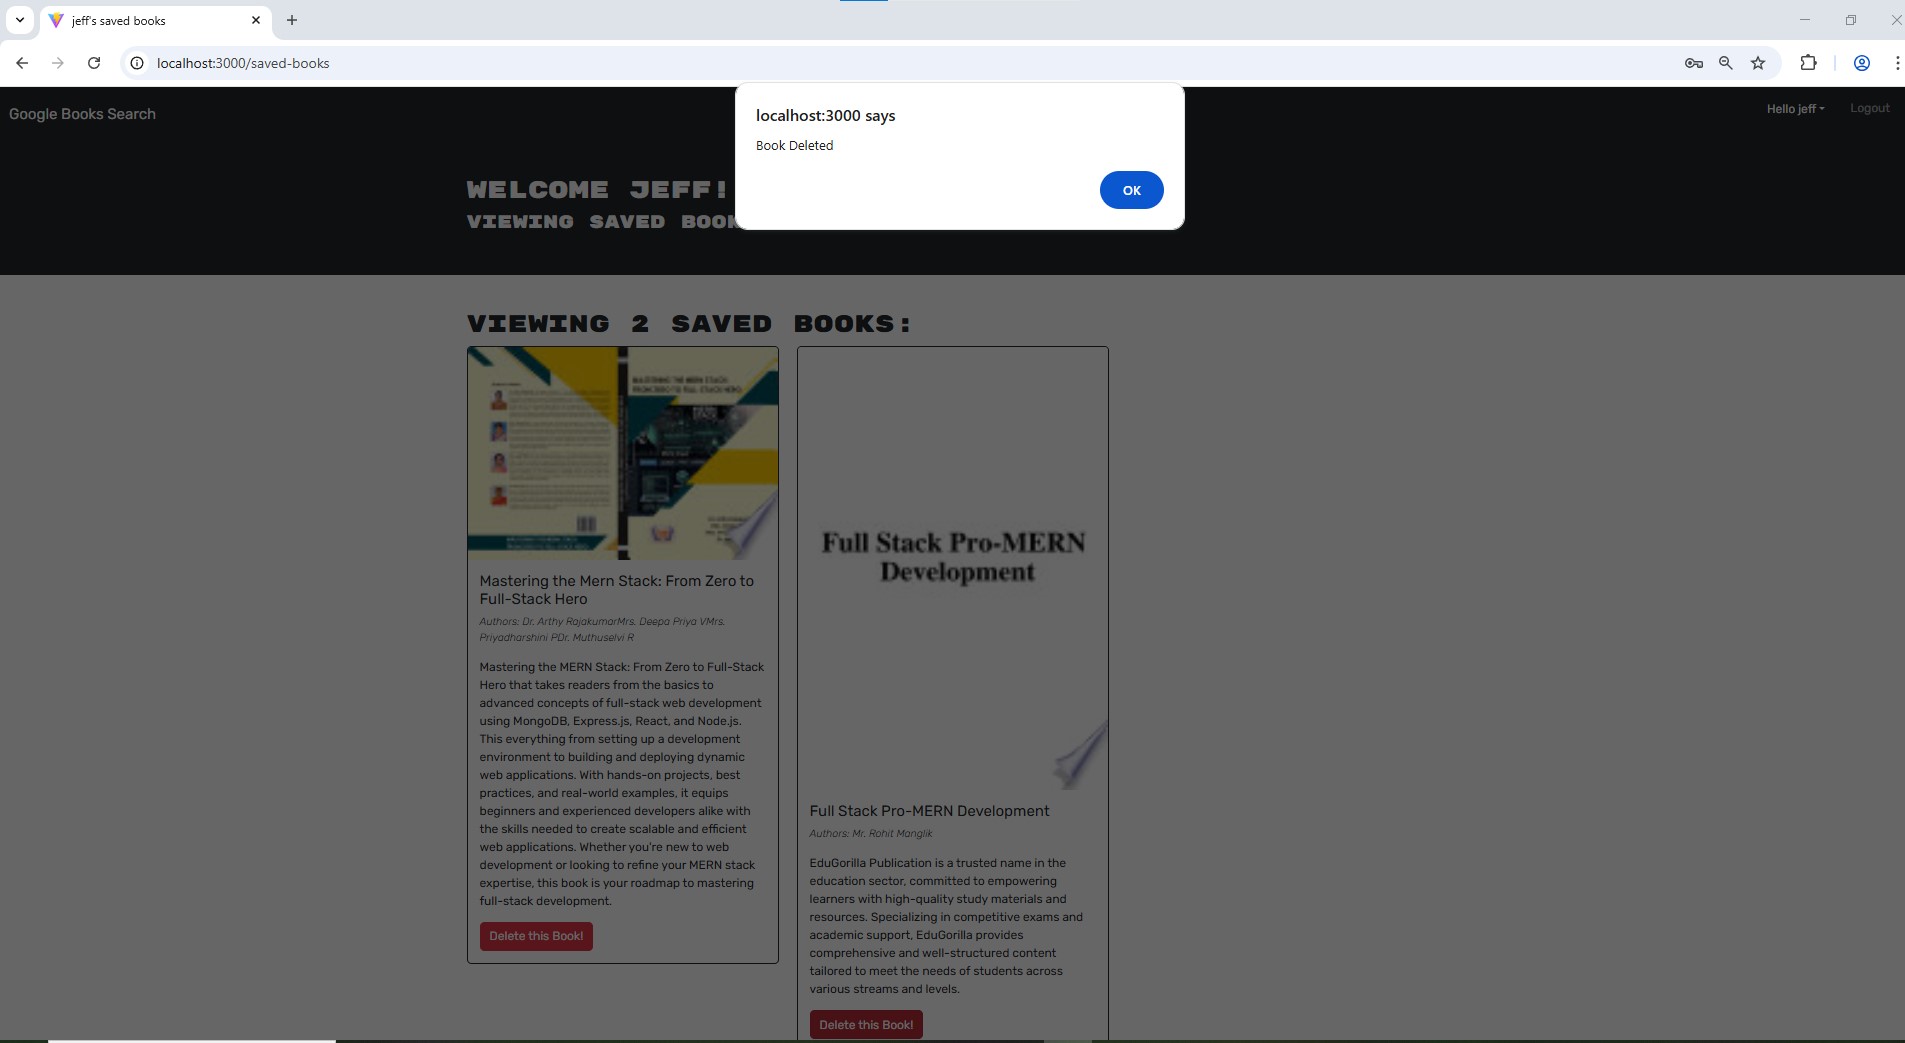 jeff's saved books
localhost:3000/saved-books
Google Books Search
Hello jeff
Logout
localhost:3000 says
Book Deleted
OK
WELCOME JEFF!
VIEWING SAVED
VIEWING 2 SAVED BOOKS:
MASTERING THE MERN STACK:
FROM ZERO TO FULL STACK HERO
Mastering the Mern Stack: From Zero to
Full-Stack Hero
Authors: Dr. Arthy RajakumarMrs. Deepa Priya VMrs.
Priyadharshini PDr. Muthuselvi R
Mastering the MERN Stack: From Zero to Full-Stack
Hero that takes readers from the basics to
advanced concepts of full-stack web development
using MongoDB, Express.js, React, and Node.js.
This everything from setting up a development
environment to building and deploying dynamic
web applications. With hands-on projects, best
practices, and real-world examples, it equips
beginners and experienced developers alike with
the skills needed to create scalable and efficient
web applications. Whether you're new to web
development or looking to refine your MERN stack
expertise, this book is your roadmap to mastering
full-stack development.
Delete this Book!
Full Stack Pro-MERN
Development
Full Stack Pro-MERN Development
Authors: Mr. Rohit Manglik
EduGorilla Publication is a trusted name in the
education sector, committed to empowering
learners with high-quality study materials and
resources. Specializing in competitive exams and
academic support, EduGorilla provides
comprehensive and well-structured content
tailored to meet the needs of students across
various streams and levels.
Delete this Book!